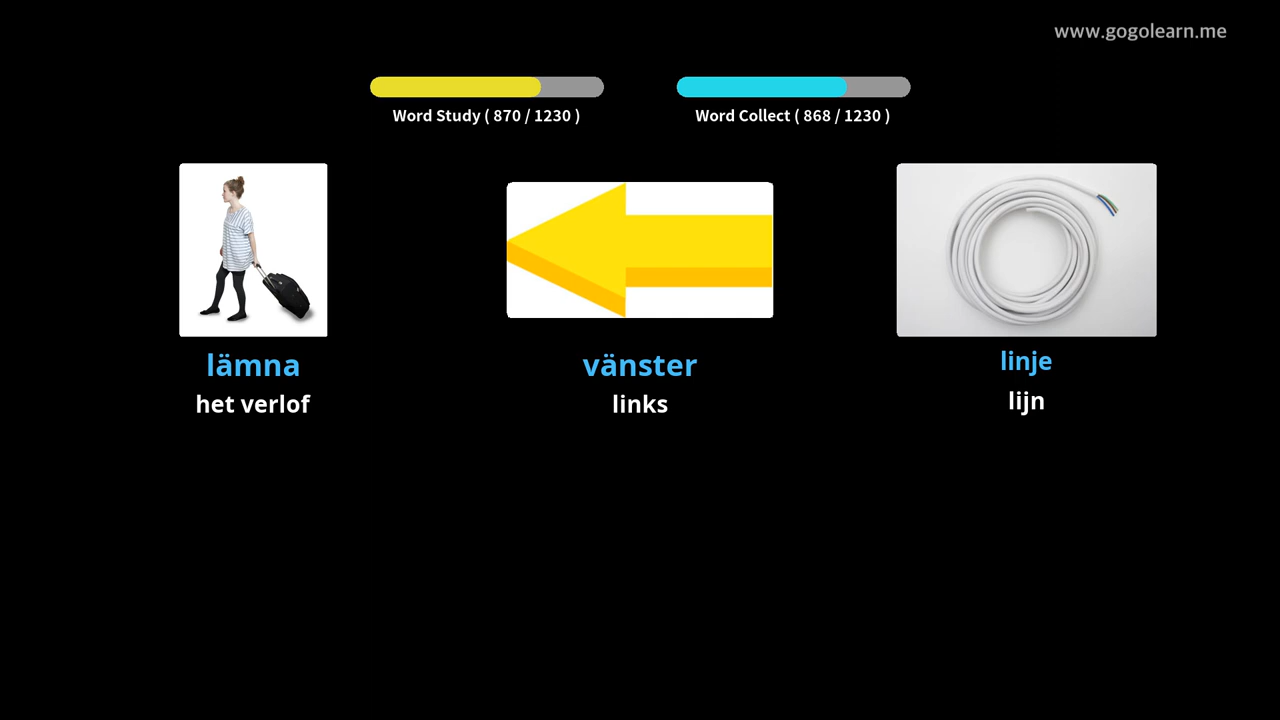 www.gogolearn.me
Word Study ( 870 / 1230 )
Word Collect ( 868 / 1230 )
lämna
het verlof
vänster
links
linje
lijn